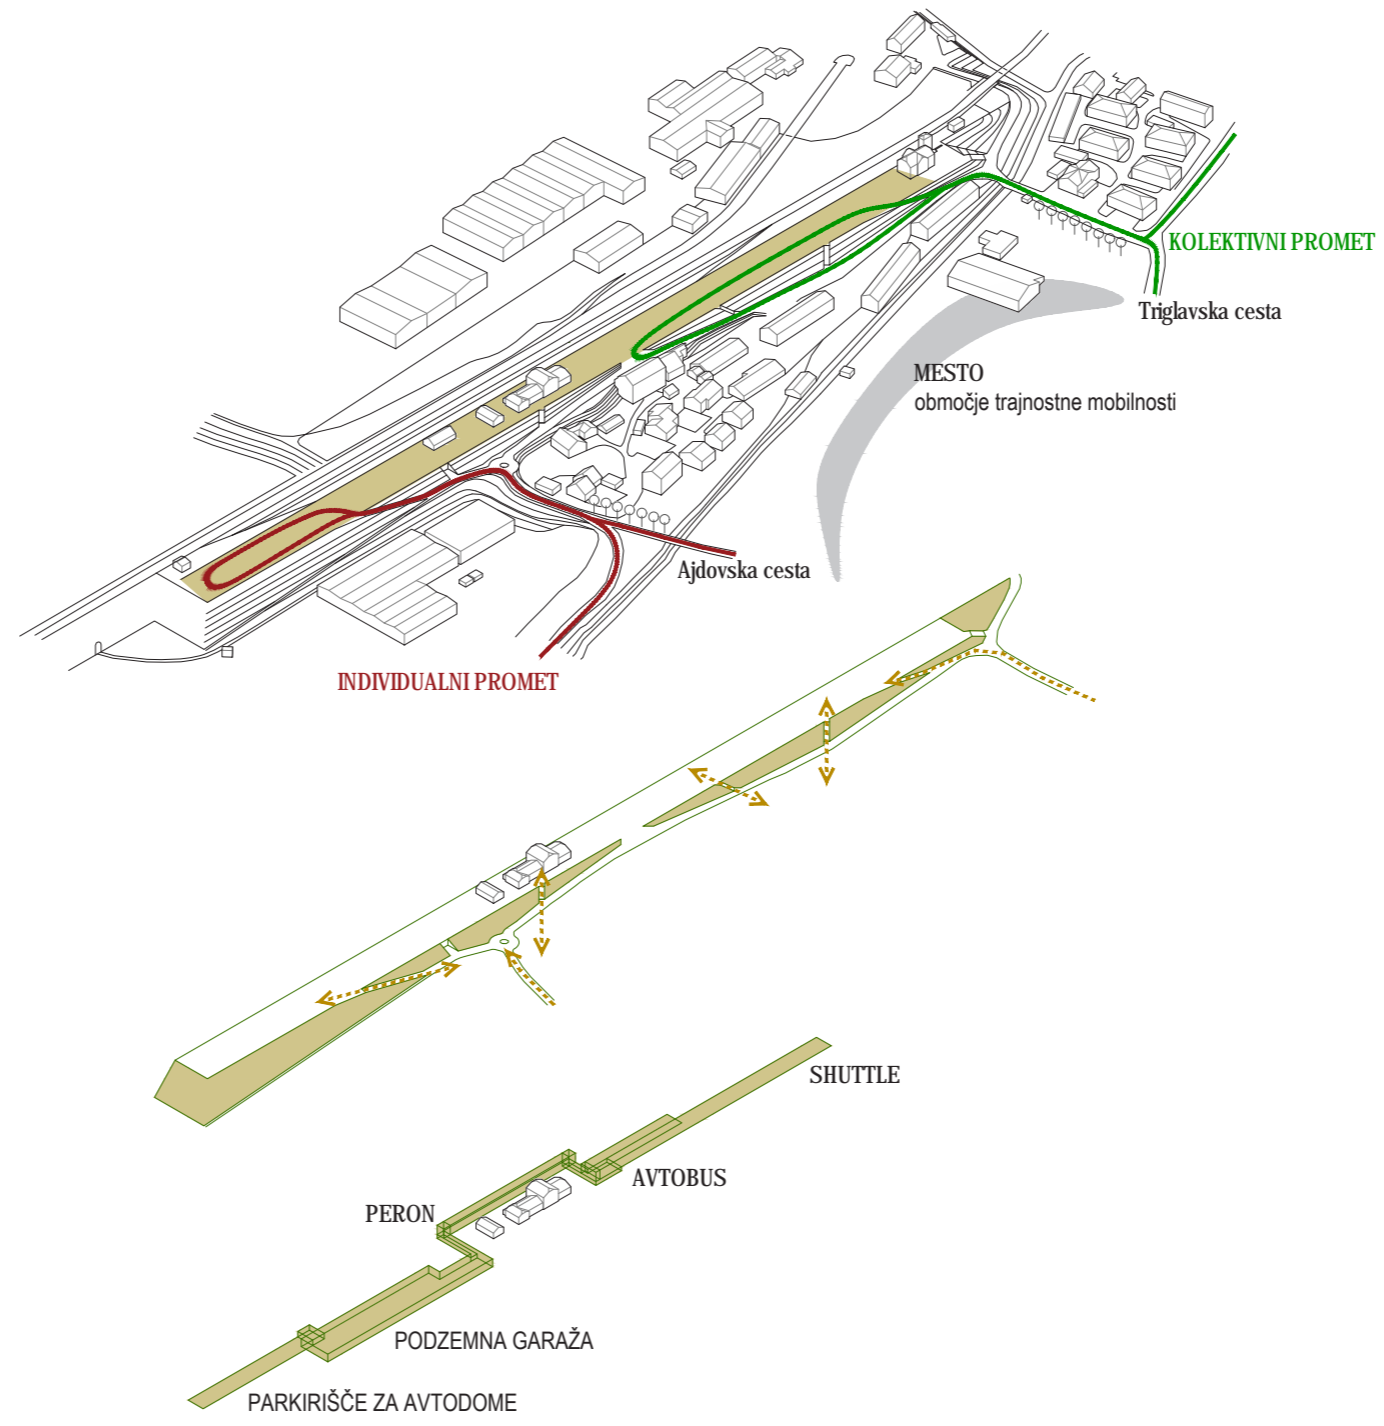 KOLEKTIVNI PROMET
Triglavska cesta
MESTO
območje trajnostne mobilnosti
Ajdovska cesta
INDIVIDUALNI PROMET
SHUTTLE
AVTOBUS
PERON
PODZEMNA GARAŽA
PARKIRIŠČE ZA AVTODOME